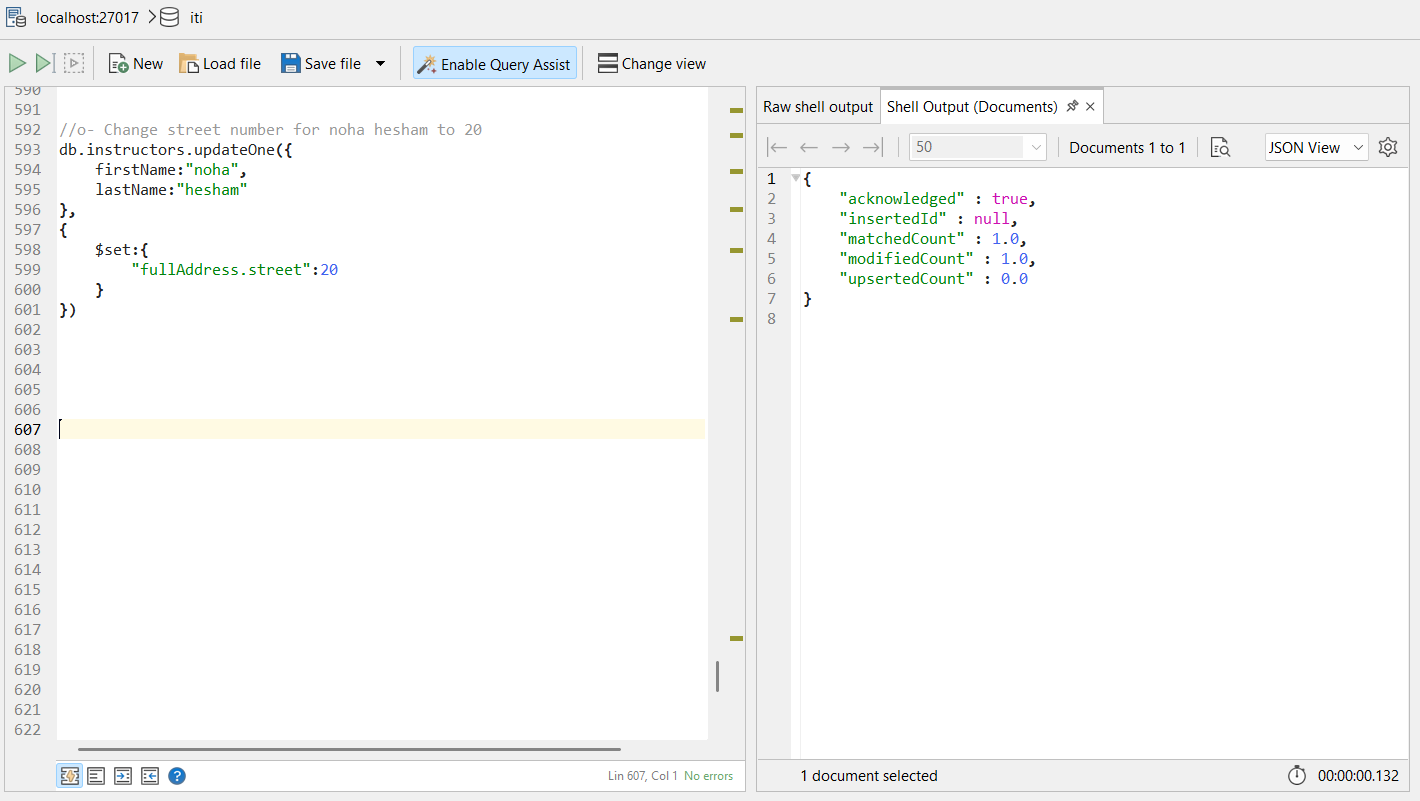 localhost:27017 iti
New Load file Save file Enable Query Assist Change view
590
591
592 //o- Change street number for noha hesham to 20
593 db.instructors.updateOne({
594 firstName:"noha",
595 lastName:"hesham"
596 },
597 {
598 $set:{
599 "fullAddress.street":20
600 }
601 })
602
603
604
605
606
607
608
609
610
611
612
613
614
615
616
617
618
619
620
621
622
Lin 607, Col 1 No errors
Raw shell output Shell Output (Documents)
50 Documents 1 to 1 JSON View
1 {
2 "acknowledged" : true,
3 "insertedId" : null,
4 "matchedCount" : 1.0,
5 "modifiedCount" : 1.0,
6 "upsertedCount" : 0.0
7 }
8
1 document selected 00:00:00.132